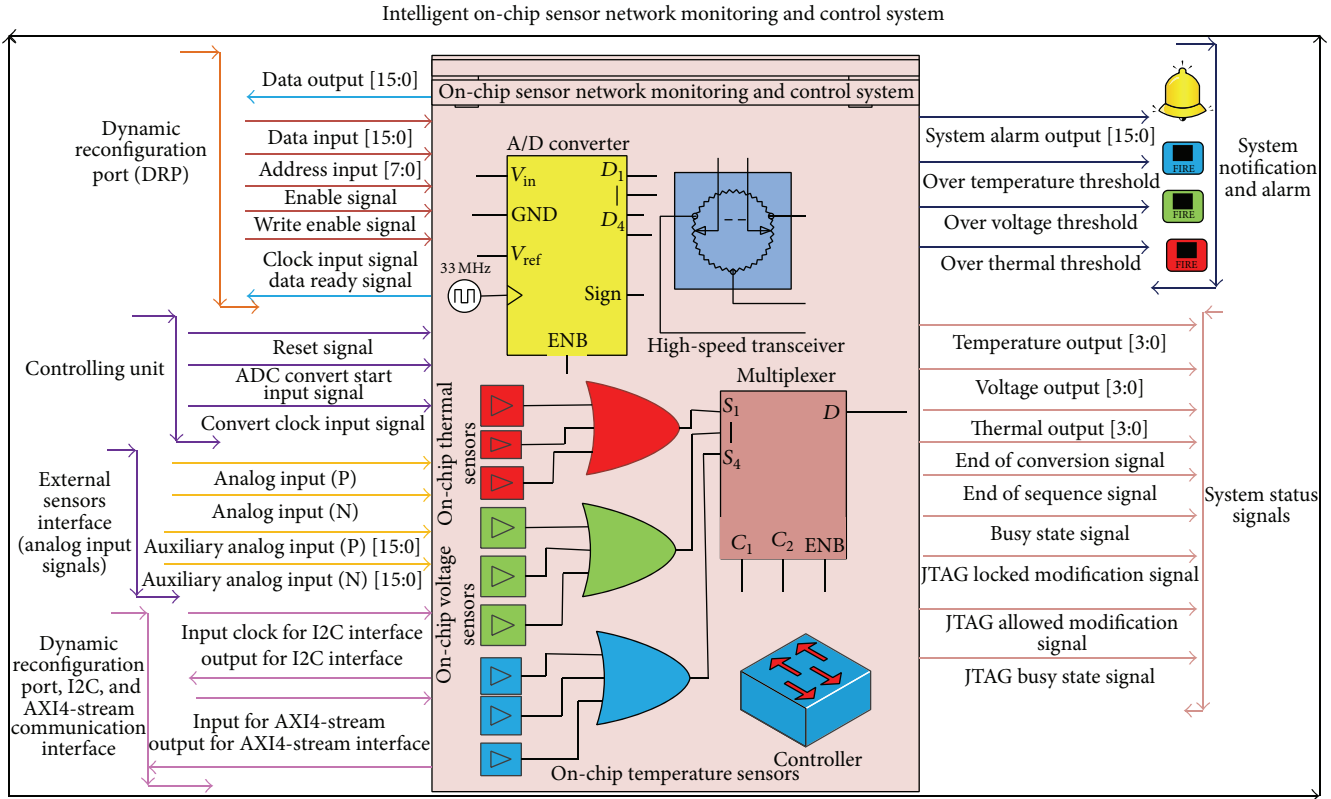 Intelligent on-chip sensor network monitoring and control system
Dynamic
reconfiguration
port (DRP)
Data output [15:0]
Data input [15:0]
Address input [7:0]
Enable signal
Write enable signal
Clock input signal
data ready signal
Controlling unit
Reset signal
ADC convert start
input signal
Convert clock input signal
External
sensors
interface
(analog input
signals)
Analog input (P)
Analog input (N)
Auxiliary analog input (P) [15:0]
Auxiliary analog input (N) [15:0]
Dynamic
reconfiguration
port, I2C, and
AXI4-stream
communication
interface
Input clock for I2C interface
output for I2C interface
Input for AXI4-stream
output for AXI4-stream interface
On-chip sensor network monitoring and control system
A/D converter
Vin
D1
GND
D4
Vref
33 MHz
Sign
ENB
High-speed transceiver
On-chip thermal
sensors
On-chip voltage
sensors
On-chip temperature sensors
Multiplexer
S1
D
S4
C1
C2
ENB
Controller
System alarm output [15:0]
Over temperature threshold
FIRE
Over voltage threshold
FIRE
Over thermal threshold
FIRE
System
notification
and alarm
Temperature output [3:0]
Voltage output [3:0]
Thermal output [3:0]
End of conversion signal
End of sequence signal
Busy state signal
JTAG locked modification signal
JTAG allowed modification
signal
JTAG busy state signal
System status
signals